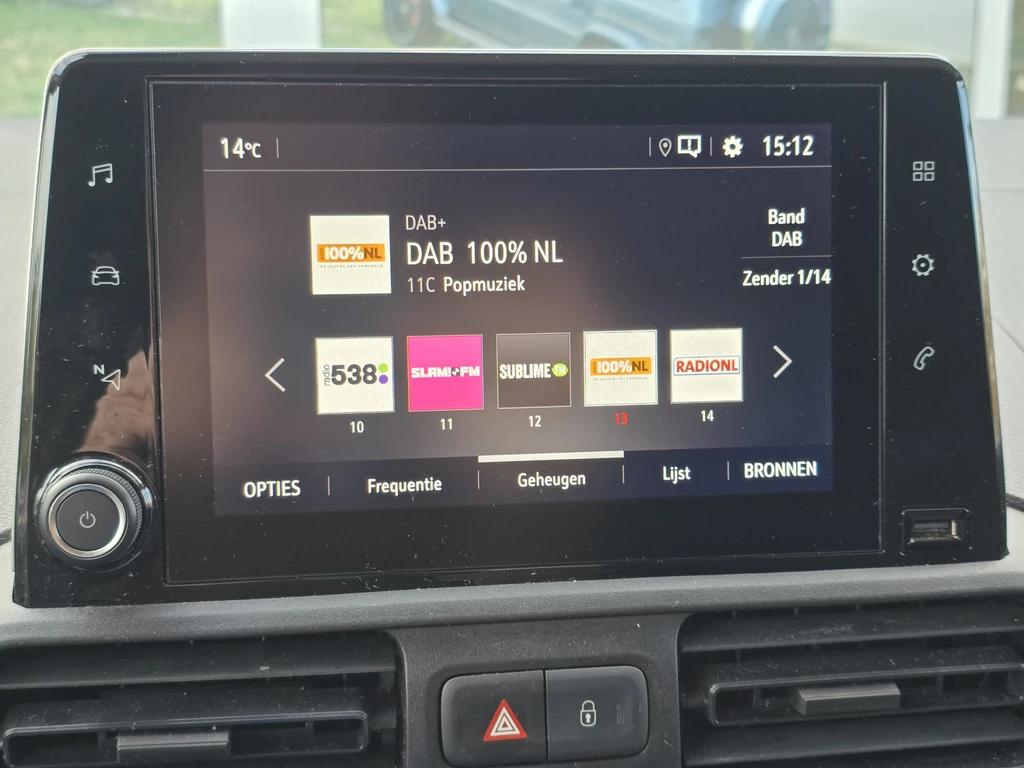 14°C
15:12
100%NL
DAB+
DAB 100% NL
11C Popmuziek
Band
DAB
Zender 1/14
radio 538
SLAM! FM
SUBLIME FM
100%NL
RADIONL
10
11
12
13
14
OPTIES
Frequentie
Geheugen
Lijst
BRONNEN
N